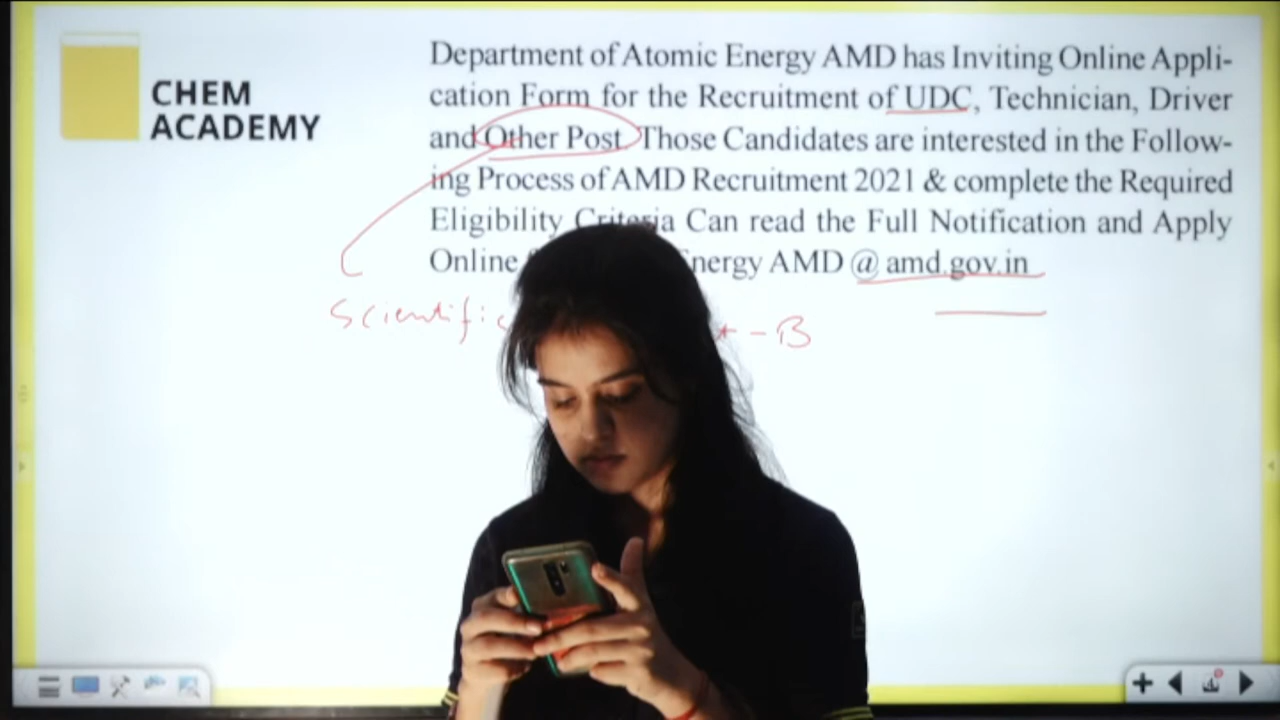 CHEM
ACADEMY
Department of Atomic Energy AMD has Inviting Online Appli-
cation Form for the Recruitment of UDC, Technician, Driver
and Other Post Those Candidates are interested in the Follow-
ing Process of AMD Recruitment 2021 & complete the Required
Eligibility Criteria Can read the Full Notification and Apply
Online Energy AMD @ amd.gov.in
Scientific - B